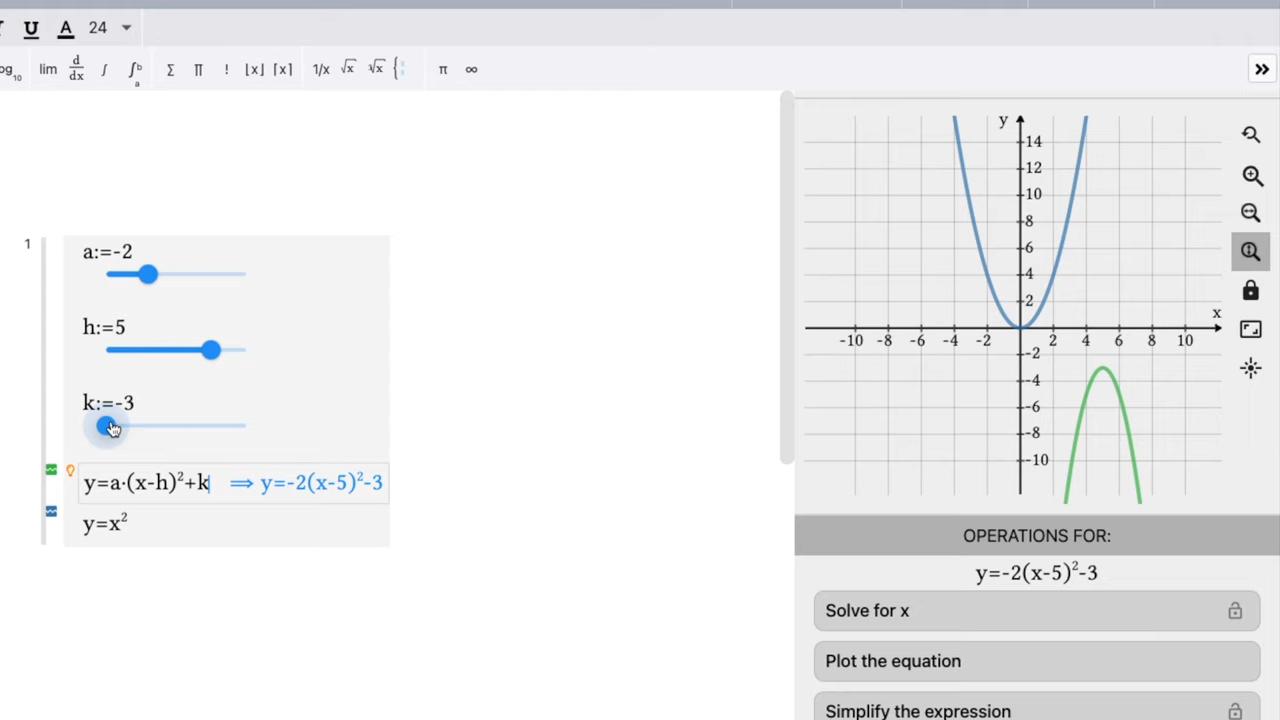 U A 24
og10 lim d/dx ∫ ∫ba Σ ∏ ! ⌊x⌋ ⌈x⌉ 1/x √x ∛x { π ∞ »
1
a:=-2
h:=5
k:=-3
y=a·(x-h)²+k ⟹ y=-2(x-5)²-3
y=x²
y
14
12
10
8
6
4
2
x
-10 -8 -6 -4 -2 2 4 6 8 10
-2
-4
-6
-8
-10
OPERATIONS FOR:
y=-2(x-5)²-3
Solve for x
Plot the equation
Simplify the expression